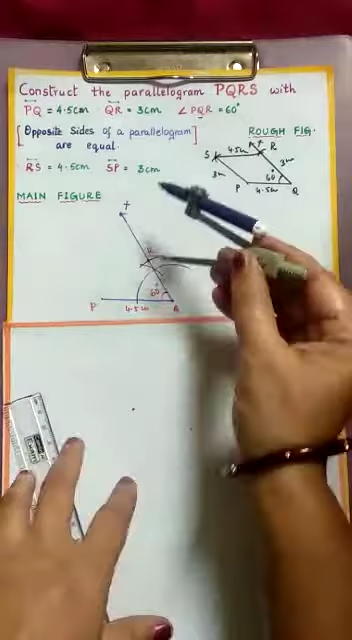 Construct the parallelogram PQRS with
PQ = 4.5cm QR = 3cm ∠ PQR = 60°
[ Opposite Sides of a parallelogram are equal. ]
RS = 4.5cm SP = 3cm
ROUGH FIG.
S 4.5cm R
3cm 3cm
60°
P 4.5cm Q
MAIN FIGURE
60°
P 4.5cm